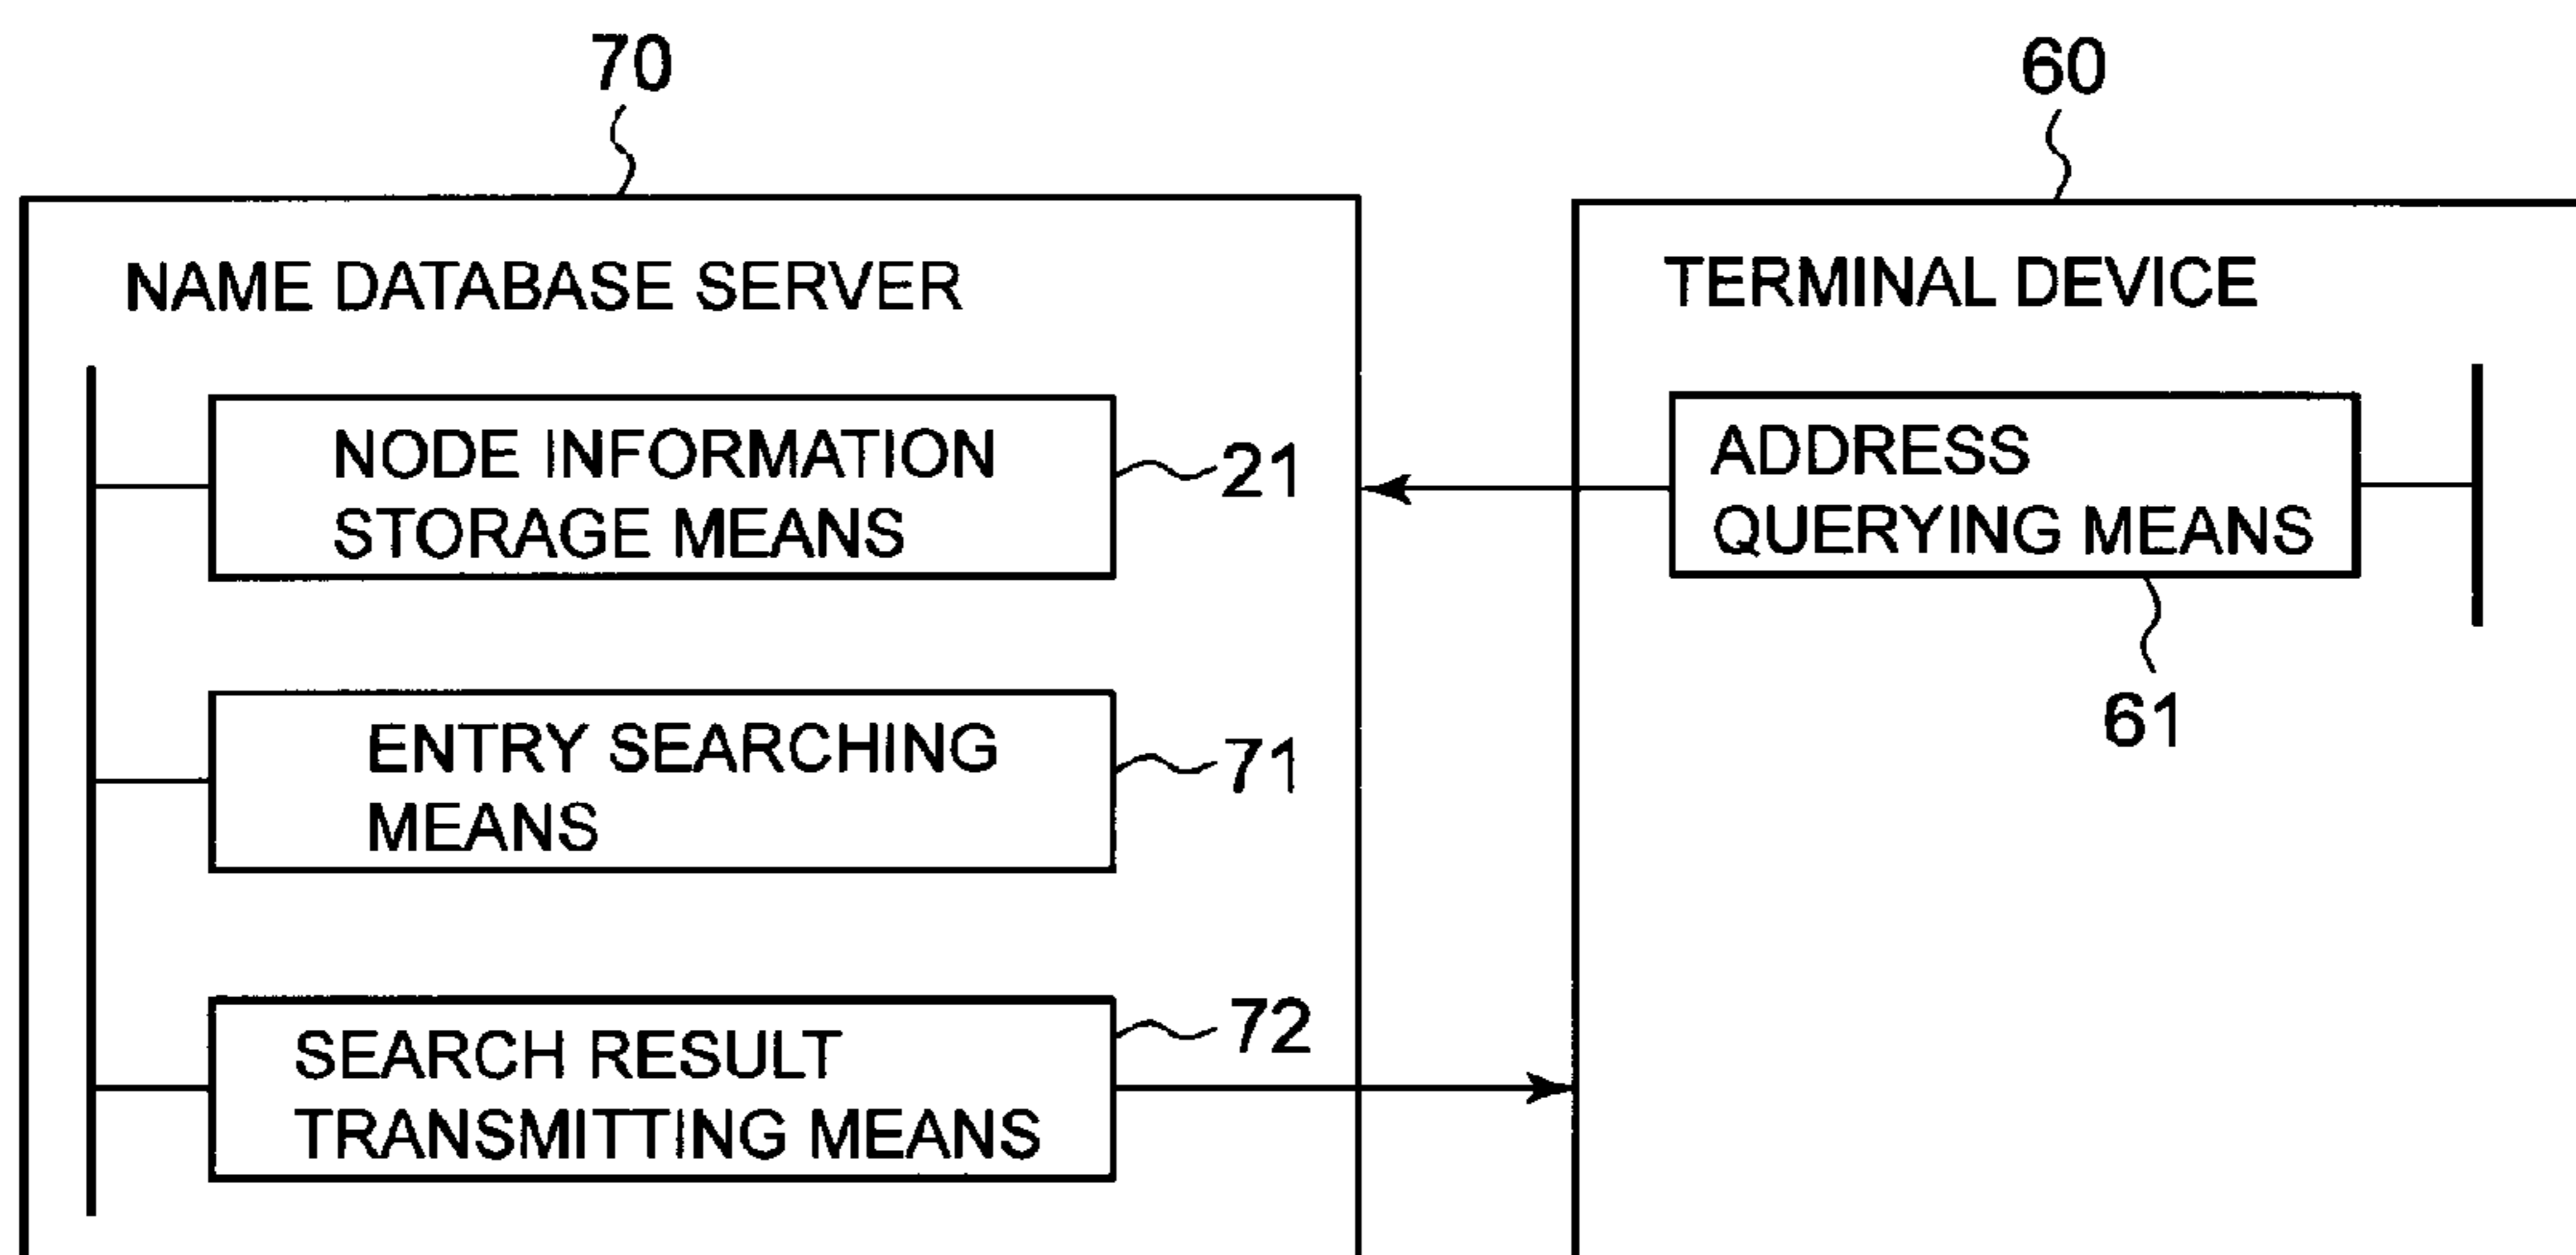 70
60
NAME DATABASE SERVER
TERMINAL DEVICE
NODE INFORMATION
STORAGE MEANS
21
ADDRESS
QUERYING MEANS
61
ENTRY SEARCHING
MEANS
71
SEARCH RESULT
TRANSMITTING MEANS
72